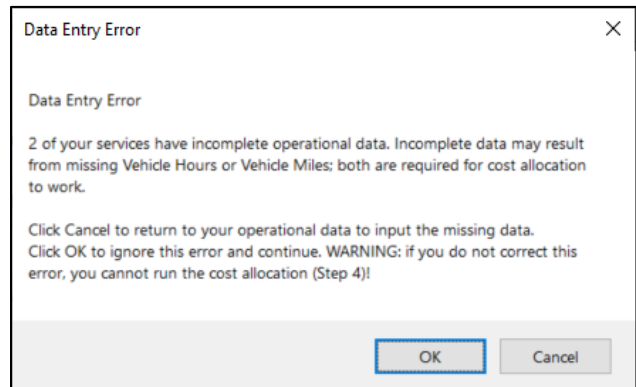 Data Entry Error
Data Entry Error
2 of your services have incomplete operational data. Incomplete data may result
from missing Vehicle Hours or Vehicle Miles; both are required for cost allocation
to work.
Click Cancel to return to your operational data to input the missing data.
Click OK to ignore this error and continue. WARNING: if you do not correct this
error, you cannot run the cost allocation (Step 4)!
OK Cancel